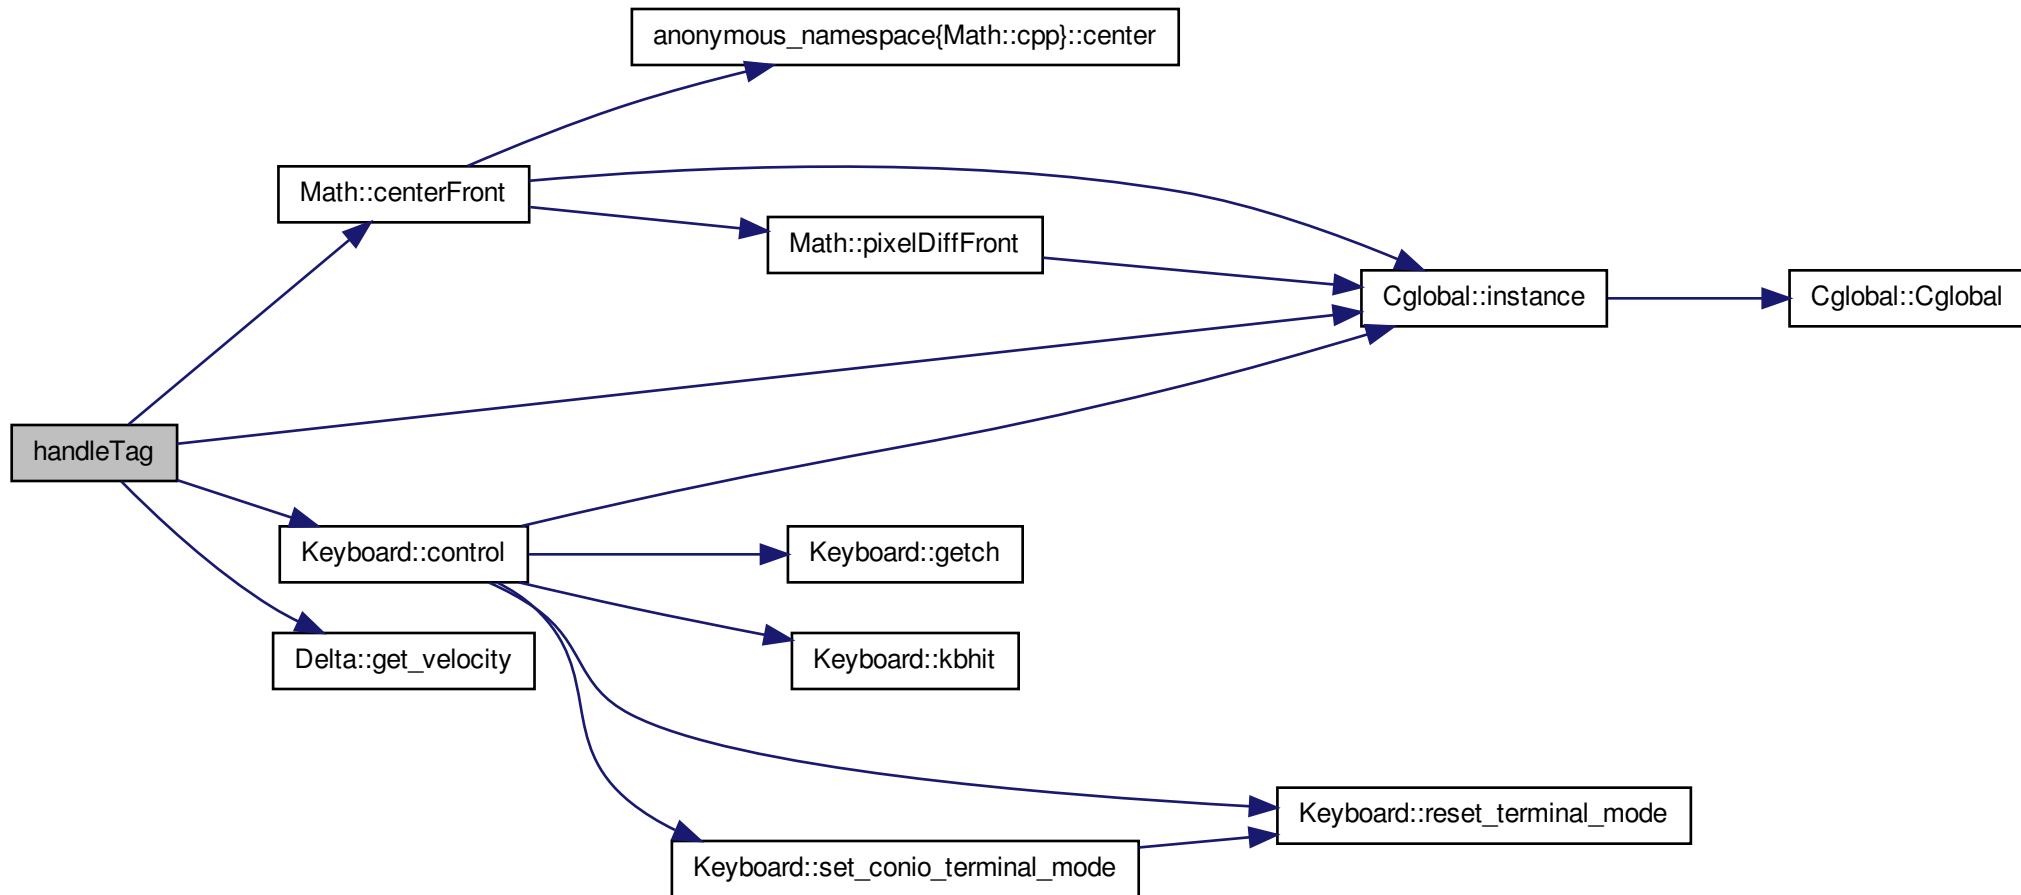 anonymous_namespace{Math::cpp}::center
Math::centerFront
Math::pixelDiffFront
Cglobal::instance
Cglobal::Cglobal
handleTag
Keyboard::control
Keyboard::getch
Delta::get_velocity
Keyboard::kbhit
Keyboard::reset_terminal_mode
Keyboard::set_conio_terminal_mode